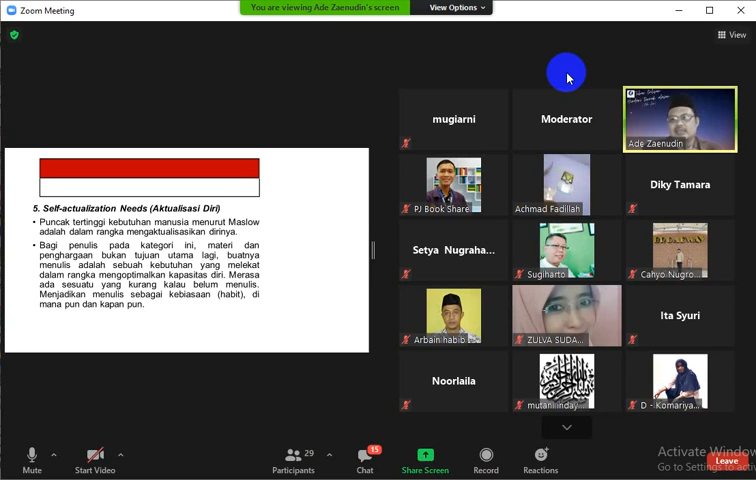 Zoom Meeting
You are viewing Ade Zaenudin's screen
View Options
View
mugiarni
Moderator
Ade Zaenudin
PJ Book Share
Achmad Fadillah
Diky Tamara
Setya Nugraha...
Sugiharto
Cahyo Nugro...
Arbain habib
ZULVA SUDA...
Ita Syuri
Noorlaila
mutani inday
D - Komariya...
5. Self-actualization Needs (Aktualisasi Diri)
• Puncak tertinggi kebutuhan manusia menurut Maslow
adalah dalam rangka mengaktualisasikan dirinya.
• Bagi penulis pada kategori ini, materi dan
penghargaan bukan tujuan utama lagi, buatnya
menulis adalah sebuah kebutuhan yang melekat
dalam rangka mengoptimalkan kapasitas diri. Merasa
ada sesuatu yang kurang kalau belum menulis.
Menjadikan menulis sebagai kebiasaan (habit), di
mana pun dan kapan pun.
Mute
Start Video
29
Participants
15
Chat
Share Screen
Record
Reactions
Leave
Activate Window
Go to Settings to acti